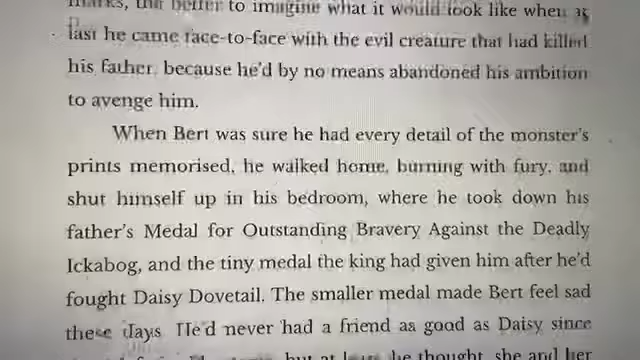 marks, the better to imagine what it would look like when at
last he came face-to-face with the evil creature that had killed
his father, because he'd by no means abandoned his ambition
to avenge him.
When Bert was sure he had every detail of the monster's
prints memorised, he walked home, burning with fury, and
shut himself up in his bedroom, where he took down his
father's Medal for Outstanding Bravery Against the Deadly
Ickabog, and the tiny medal the king had given him after he'd
fought Daisy Dovetail. The smaller medal made Bert feel sad
these days. He'd never had a friend as good as Daisy since
but at least he thought, she and her